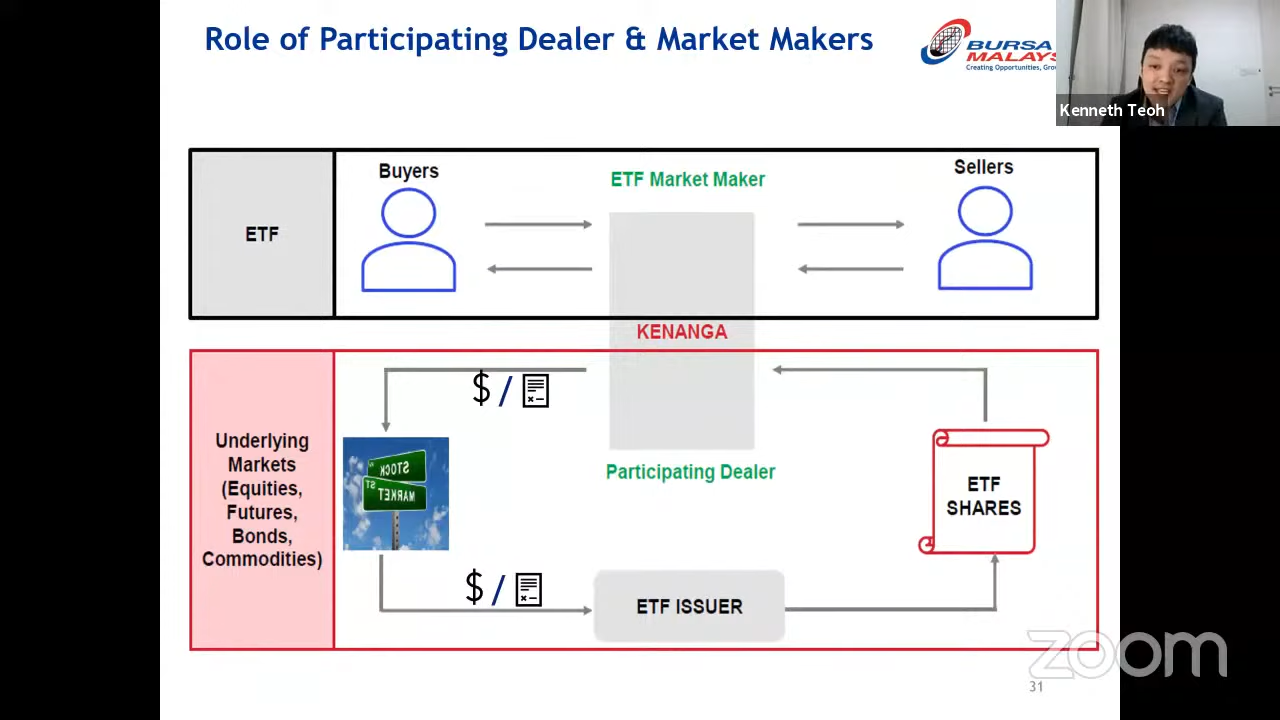 Role of Participating Dealer & Market Makers
BURSA
MALAYS
Creating Opportunities, Grow
Kenneth Teoh
Buyers
ETF Market Maker
Sellers
ETF
KENANGA
$ /
Underlying
Markets
(Equities,
Futures,
Bonds,
Commodities)
STOCK
ST
MARKET
Participating Dealer
ETF
SHARES
$ /
ETF ISSUER
zoom
31